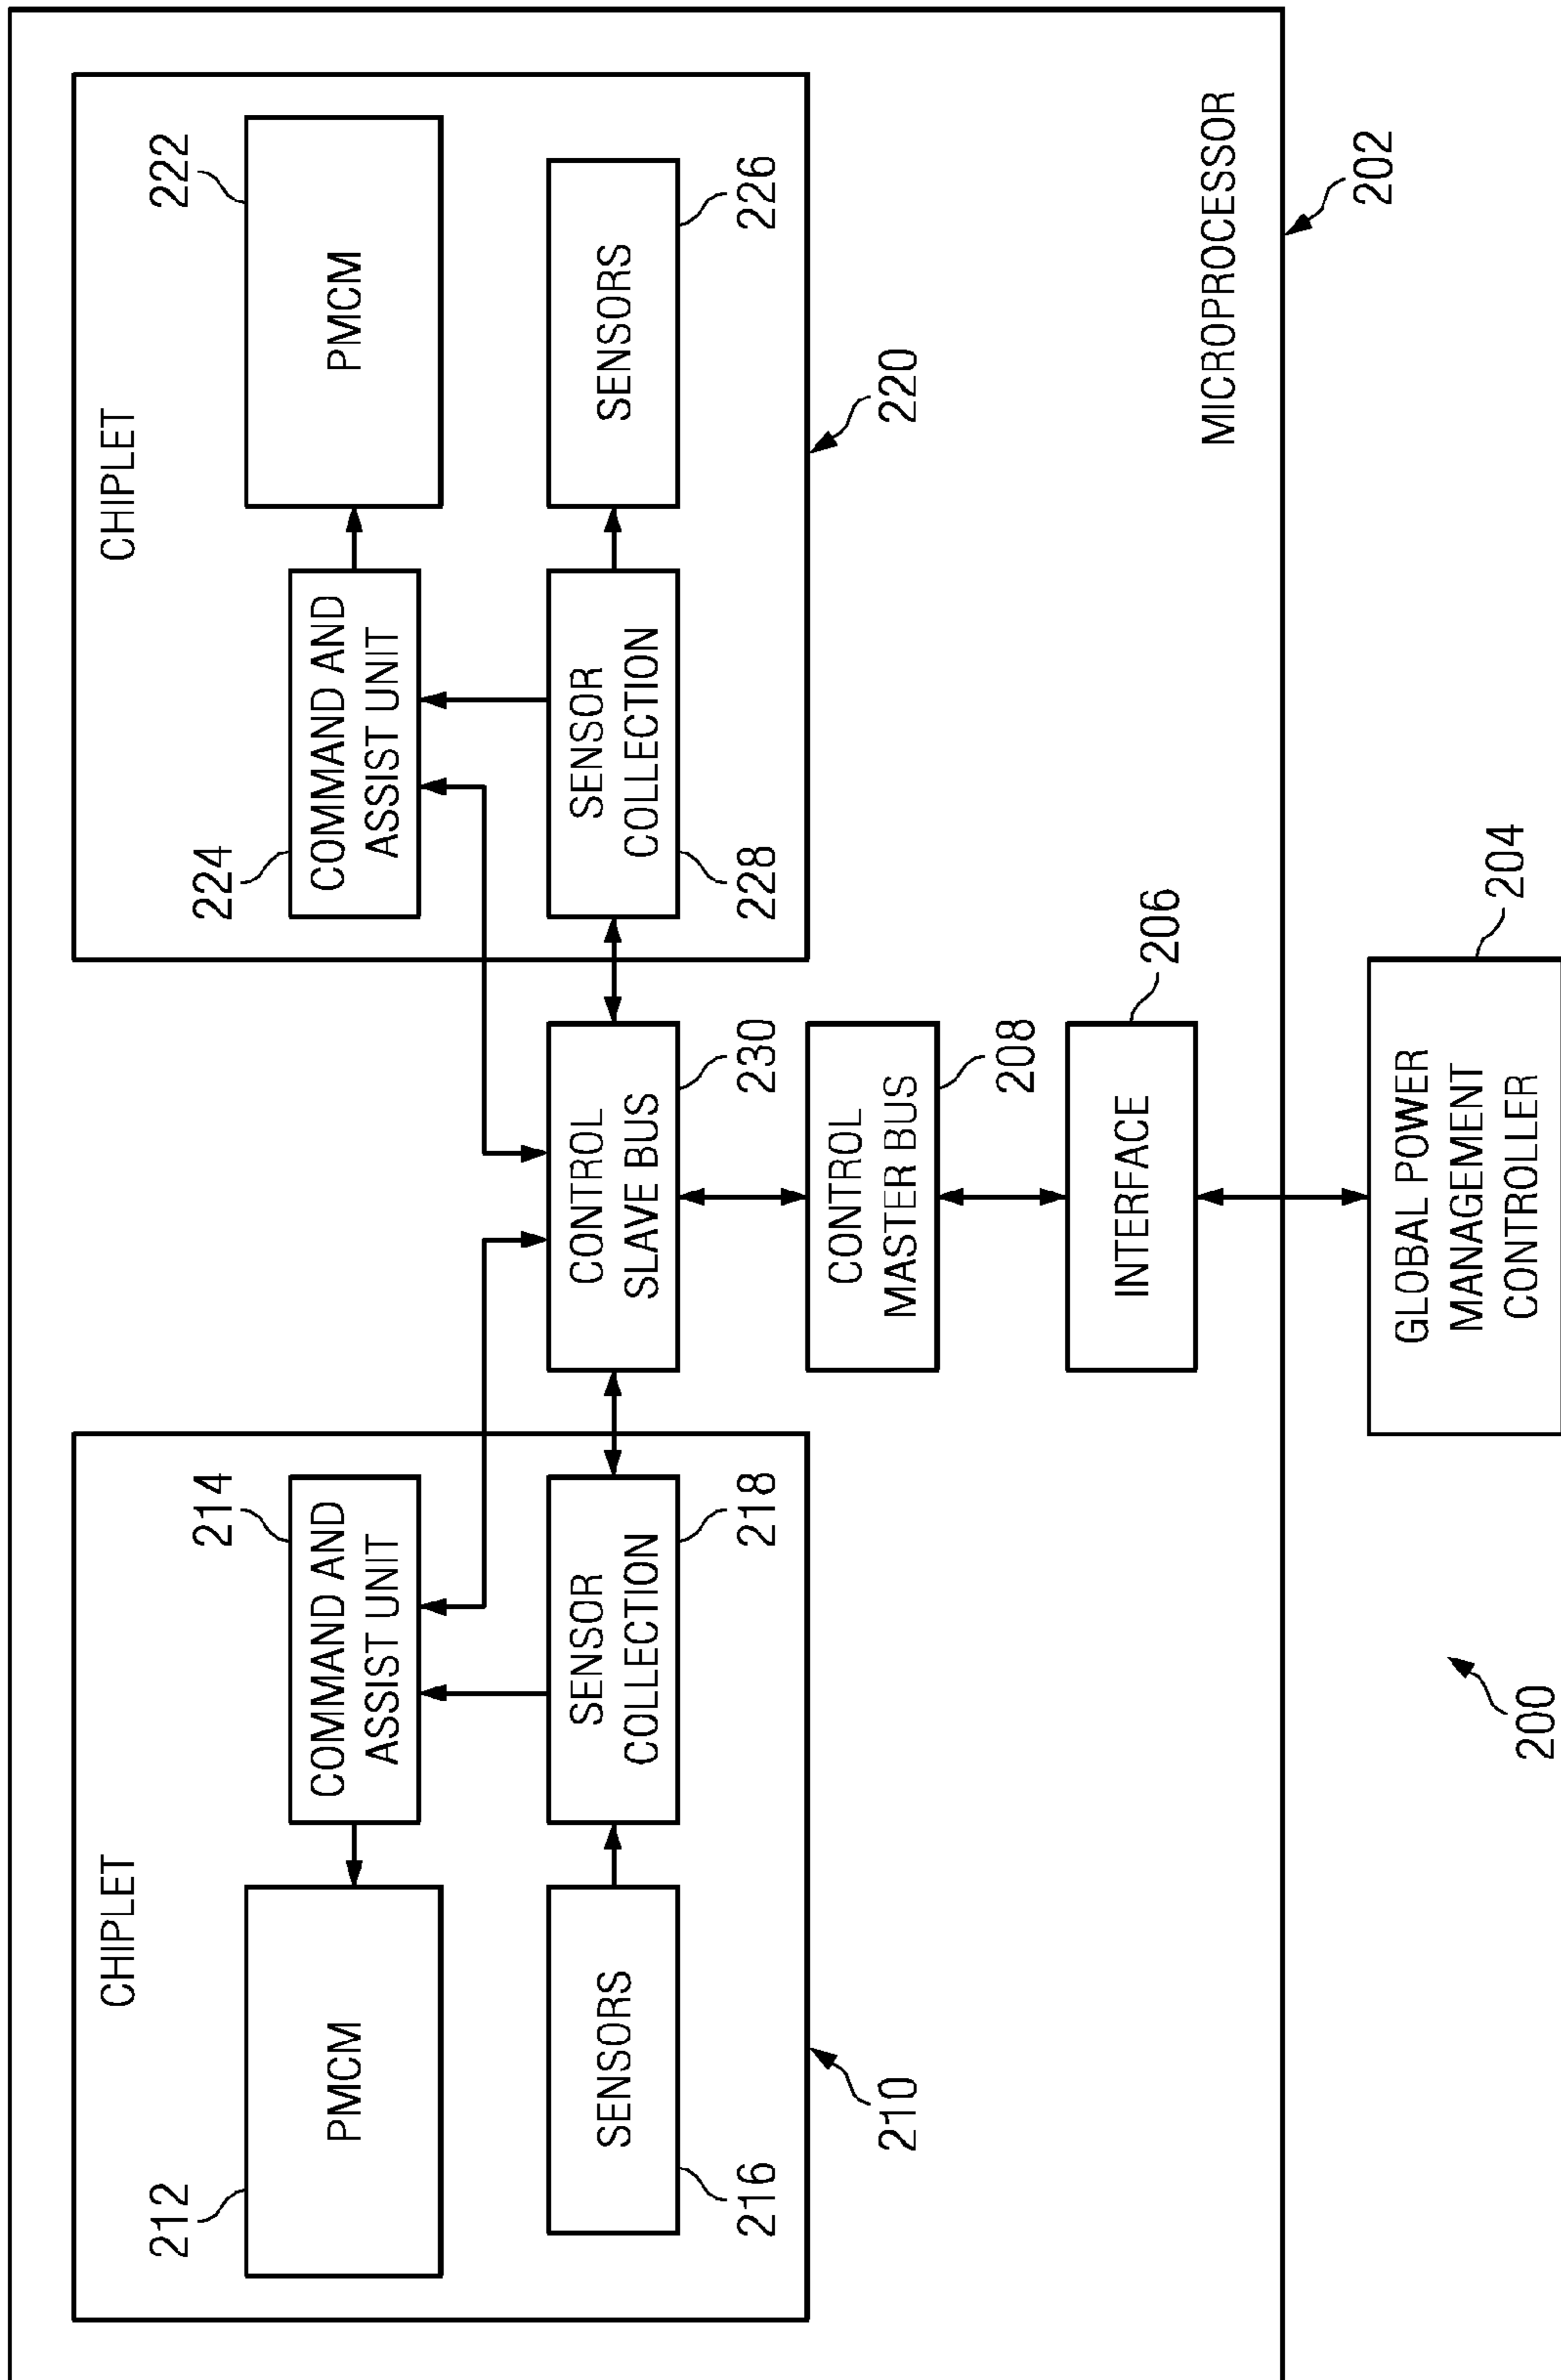 CHIPLET
CHIPLET
212
PMCM
214
COMMAND AND
ASSIST UNIT
224
COMMAND AND
ASSIST UNIT
222
PMCM
SENSORS
216
SENSOR
COLLECTION
218
CONTROL
SLAVE BUS
230
SENSOR
COLLECTION
228
SENSORS
226
210
220
CONTROL
MASTER BUS
208
INTERFACE
206
MICROPROCESSOR
202
GLOBAL POWER
MANAGEMENT
CONTROLLER
204
200